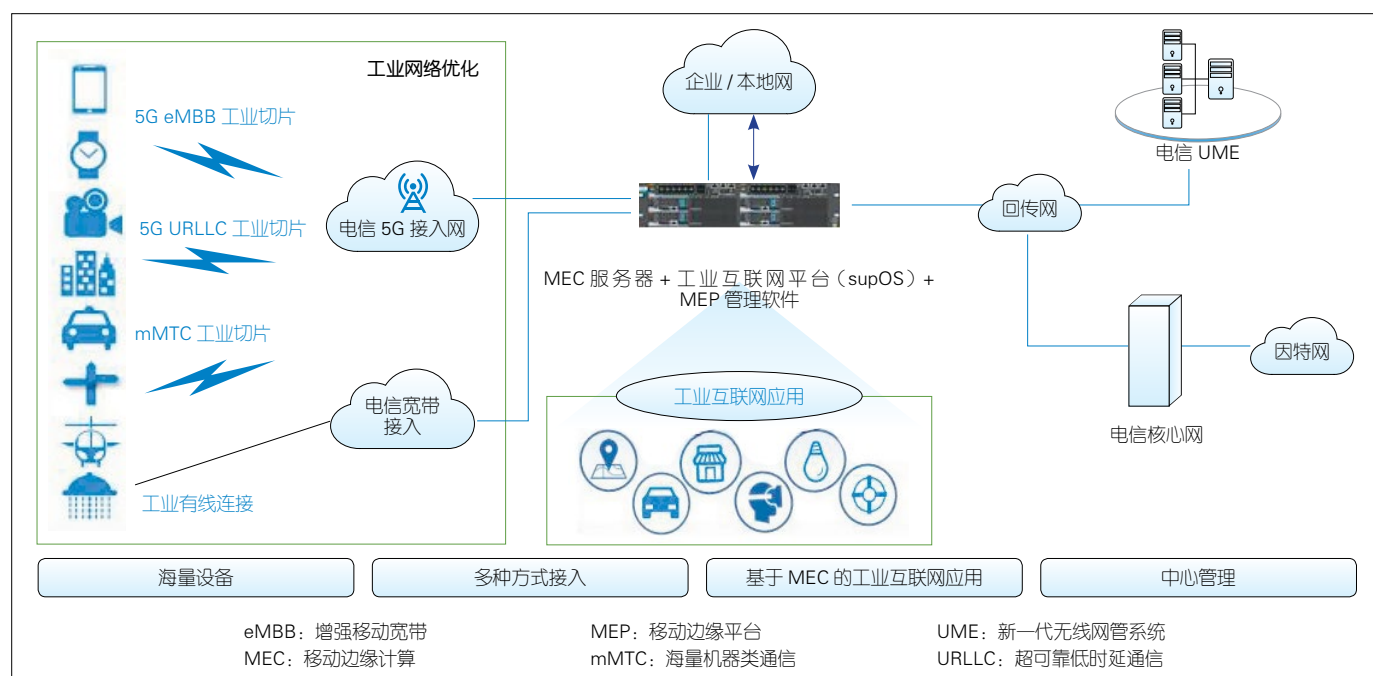 工业网络优化
5G eMBB 工业切片
5G URLLC 工业切片
mMTC 工业切片
工业有线连接
电信 5G 接入网
电信宽带
接入
企业 / 本地网
MEC 服务器 + 工业互联网平台（supOS）+
MEP 管理软件
工业互联网应用
回传网
电信 UME
电信核心网
因特网
海量设备
多种方式接入
基于 MEC 的工业互联网应用
中心管理
eMBB：增强移动宽带
MEP：移动边缘平台
UME：新一代无线网管系统
MEC：移动边缘计算
mMTC：海量机器类通信
URLLC：超可靠低时延通信